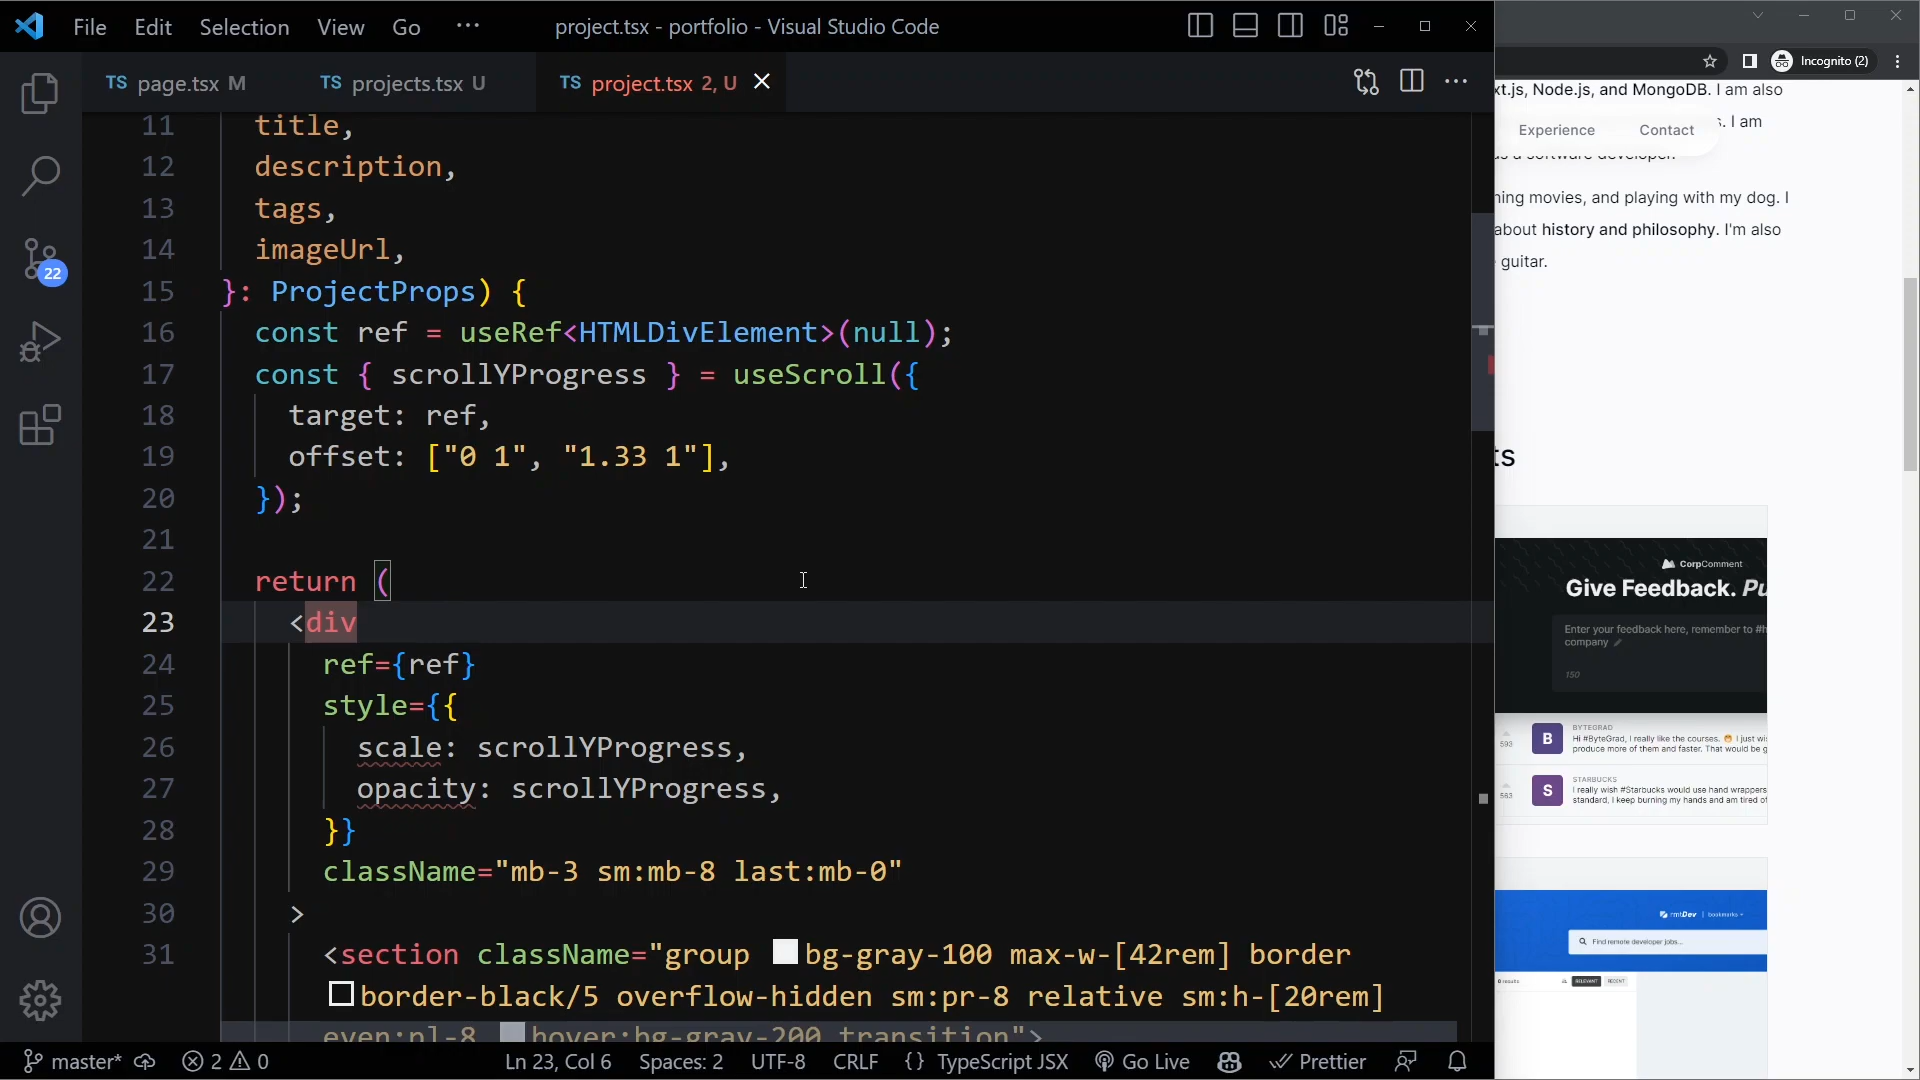 File Edit Selection View Go ··· project.tsx - portfolio - Visual Studio Code
TS page.tsx M TS projects.tsx U TS project.tsx 2, U
11 title,
12 description,
13 tags,
14 imageUrl,
15 }: ProjectProps) {
16 const ref = useRef<HTMLDivElement>(null);
17 const { scrollYProgress } = useScroll({
18 target: ref,
19 offset: ["0 1", "1.33 1"],
20 });
21
22 return (
23 <div
24 ref={ref}
25 style={{
26 scale: scrollYProgress,
27 opacity: scrollYProgress,
28 }}
29 className="mb-3 sm:mb-8 last:mb-0"
30 >
31 <section className="group bg-gray-100 max-w-[42rem] border
border-black/5 overflow-hidden sm:pr-8 relative sm:h-[20rem]
even:pl-8 hover:bg-gray-200 transition">
22
master* 2 0 Ln 23, Col 6 Spaces: 2 UTF-8 CRLF {} TypeScript JSX Go Live Prettier
Incognito (2)
xt.js, Node.js, and MongoDB. I am also
Experience Contact
s. I am
as a software developer.
ning movies, and playing with my dog. I
about history and philosophy. I'm also
guitar.
ts
CorpComment
Give Feedback. Pu
Enter your feedback here, remember to #h
company
150
593
B
BYTEGRAD
Hi #ByteGrad, I really like the courses. I just wi
produce more of them and faster. That would be g
563
S
STARBUCKS
I really wish #Starbucks would use hand wrappers
standard, I keep burning my hands and am tired of
rmtDev | bookmarks
Find remote developer jobs...
0 results RELEVANT RECENT